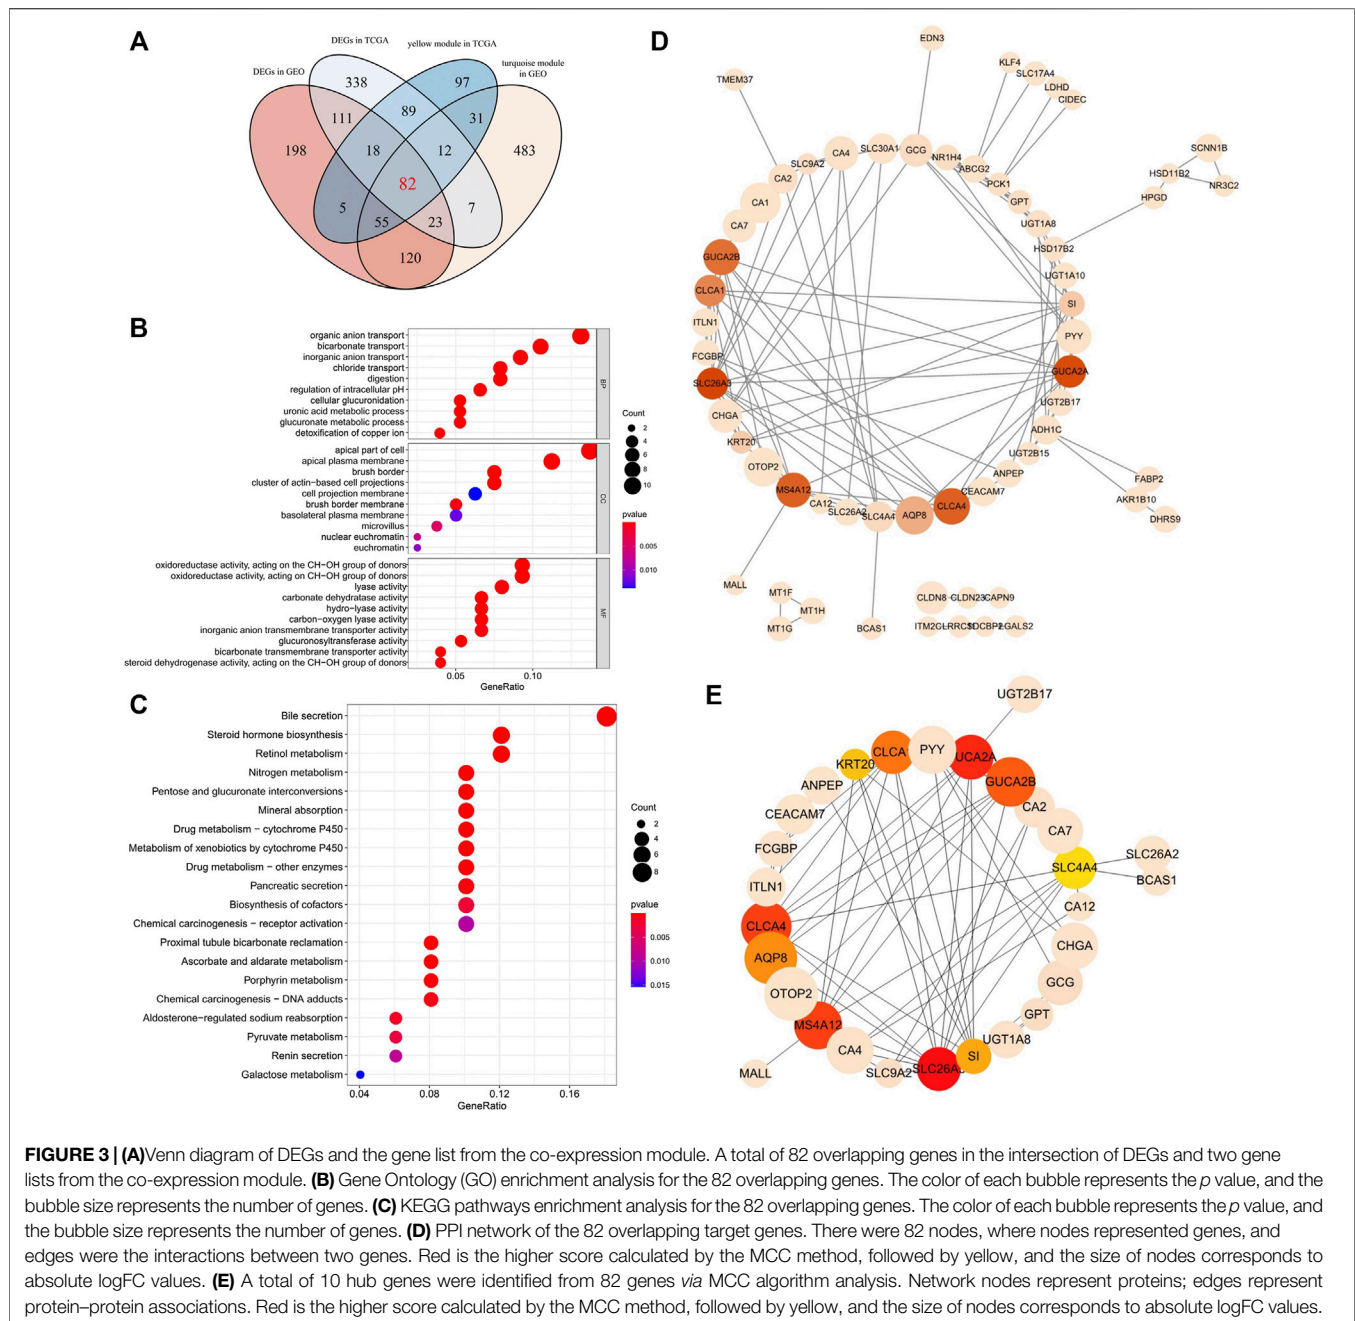 A
DEGs in TCGA
yellow module in TCGA
DEGs in GEO
turquoise module
in GEO
338
97
111
89
31
198
18
12
483
82
5
55
23
7
120
B
organic anion transport
bicarbonate transport
inorganic anion transport
chloride transport
digestion
regulation of intracellular pH
cellular glucuronidation
uronic acid metabolic process
glucuronate metabolic process
detoxification of copper ion
BP
apical part of cell
apical plasma membrane
brush border
cluster of actin-based cell projections
cell projection membrane
brush border membrane
basolateral plasma membrane
microvillus
nuclear euchromatin
euchromatin
CC
oxidoreductase activity, acting on the CH-OH group of donors
oxidoreductase activity, acting on CH-OH group of donors
lyase activity
carbonate dehydratase activity
hydro-lyase activity
carbon-oxygen lyase activity
inorganic anion transmembrane transporter activity
glucuronosyltransferase activity
bicarbonate transmembrane transporter activity
steroid dehydrogenase activity, acting on the CH-OH group of donors
MF
0.05
0.10
GeneRatio
Count
2
4
6
8
10
pvalue
0.005
0.010
C
Bile secretion
Steroid hormone biosynthesis
Retinol metabolism
Nitrogen metabolism
Pentose and glucuronate interconversions
Mineral absorption
Drug metabolism - cytochrome P450
Metabolism of xenobiotics by cytochrome P450
Drug metabolism - other enzymes
Pancreatic secretion
Biosynthesis of cofactors
Chemical carcinogenesis - receptor activation
Proximal tubule bicarbonate reclamation
Ascorbate and aldarate metabolism
Porphyrin metabolism
Chemical carcinogenesis - DNA adducts
Aldosterone-regulated sodium reabsorption
Pyruvate metabolism
Renin secretion
Galactose metabolism
0.04
0.08
0.12
0.16
GeneRatio
Count
2
4
6
8
pvalue
0.005
0.010
0.015
D
EDN3
TMEM37
KLF4
SLC17A4
LDHD
CIDEC
SCNN1B
HSD11B2
NR3C2
HPGD
GCG
SLC30A1
CA4
SLC9A2
CA2
CA1
CA7
GUCA2B
CLCA1
ITLN1
FCGBP
SLC26A3
CHGA
KRT20
OTOP2
MS4A12
CA12
SLC26A2
SLC4A4
AQP8
CLCA4
CEACAM7
ANPEP
UGT2B15
ADH1C
UGT2B17
GUCA2A
PYY
SI
UGT1A10
HSD17B2
UGT1A8
GPT
PCK1
ABCG2
NR1H4
FABP2
AKR1B10
DHRS9
MALL
BCAS1
MT1F
MT1H
MT1G
CLDN8
CLDN23
CAPN9
ITM2C
LGALS2
E
UGT2B17
PYY
UCA2A
GUCA2B
CLCA
KRT20
ANPEP
CEACAM7
FCGBP
ITLN1
CLCA4
AQP8
OTOP2
MS4A12
CA4
MALL
SLC9A2
SLC26A
SI
UGT1A8
GPT
GCG
CHGA
CA12
SLC4A4
SLC26A2
BCAS1
CA7
CA2
FIGURE 3 | (A)Venn diagram of DEGs and the gene list from the co-expression module. A total of 82 overlapping genes in the intersection of DEGs and two gene
lists from the co-expression module. (B) Gene Ontology (GO) enrichment analysis for the 82 overlapping genes. The color of each bubble represents the p value, and the
bubble size represents the number of genes. (C) KEGG pathways enrichment analysis for the 82 overlapping genes. The color of each bubble represents the p value, and
the bubble size represents the number of genes. (D) PPI network of the 82 overlapping target genes. There were 82 nodes, where nodes represented genes, and
edges were the interactions between two genes. Red is the higher score calculated by the MCC method, followed by yellow, and the size of nodes corresponds to
absolute logFC values. (E) A total of 10 hub genes were identified from 82 genes via MCC algorithm analysis. Network nodes represent proteins; edges represent
protein–protein associations. Red is the higher score calculated by the MCC method, followed by yellow, and the size of nodes corresponds to absolute logFC values.